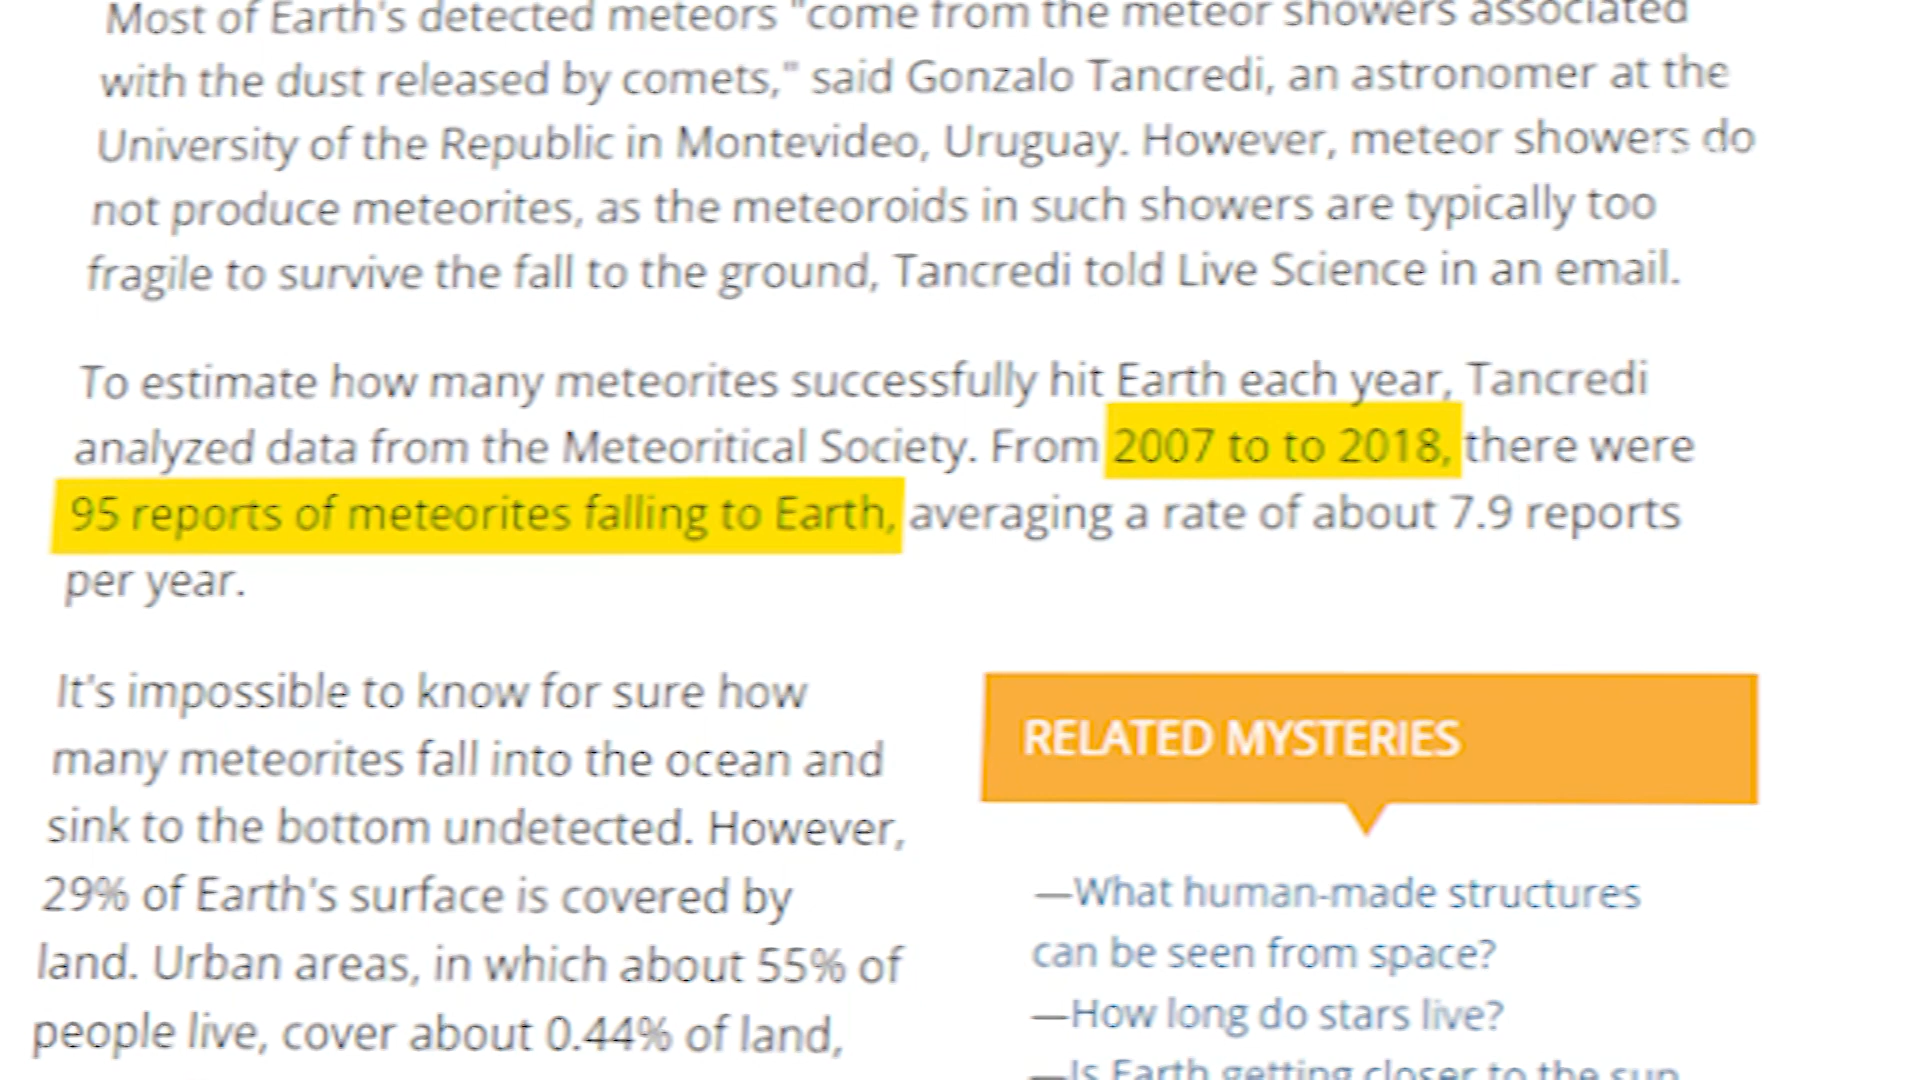 Most of Earth's detected meteors "come from the meteor showers associated
with the dust released by comets," said Gonzalo Tancredi, an astronomer at the
University of the Republic in Montevideo, Uruguay. However, meteor showers do
not produce meteorites, as the meteoroids in such showers are typically too
fragile to survive the fall to the ground, Tancredi told Live Science in an email.
To estimate how many meteorites successfully hit Earth each year, Tancredi
analyzed data from the Meteoritical Society. From 2007 to to 2018, there were
95 reports of meteorites falling to Earth, averaging a rate of about 7.9 reports
per year.
It's impossible to know for sure how
many meteorites fall into the ocean and
sink to the bottom undetected. However,
29% of Earth's surface is covered by
land. Urban areas, in which about 55% of
people live, cover about 0.44% of land,
RELATED MYSTERIES
—What human-made structures
can be seen from space?
—How long do stars live?
—Is Earth getting closer to the sun